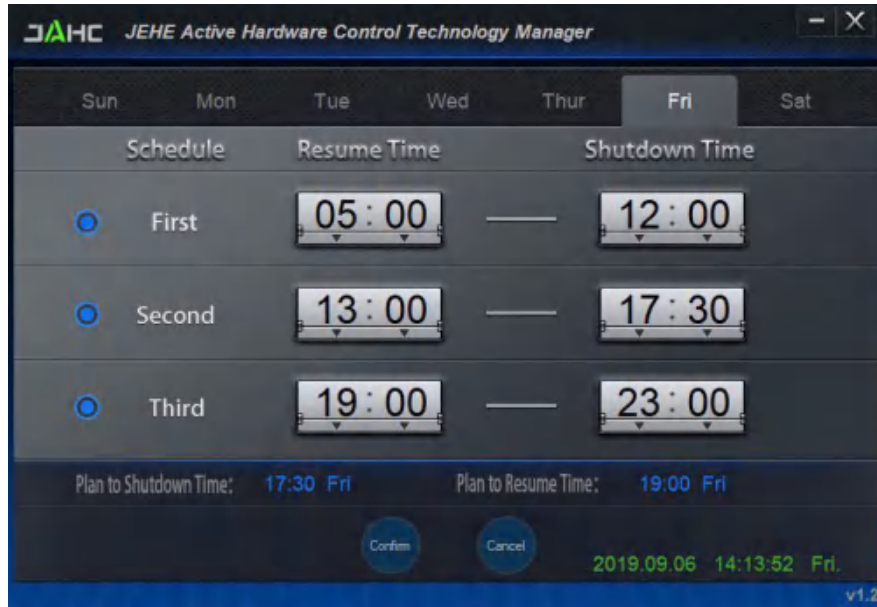 JAHC JEHE Active Hardware Control Technology Manager
Sun Mon Tue Wed Thur Fri Sat
Schedule Resume Time Shutdown Time
First 05:00 12:00
Second 13:00 17:30
Third 19:00 23:00
Plan to Shutdown Time: 17:30 Fri Plan to Resume Time: 19:00 Fri
Confirm Cancel
2019.09.06 14:13:52 Fri.
v1.2